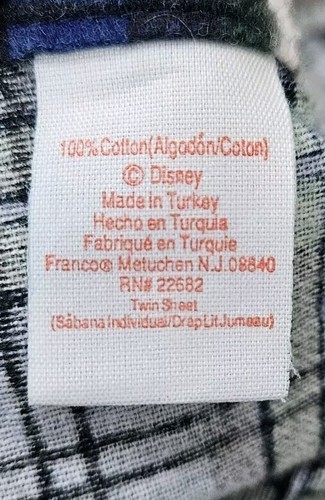 100% Cotton(Algodón/Coton)
© Disney
Made in Turkey
Hecho en Turquia
Fabriqué en Turquie
Franco® Metuchen N.J. 08840
RN# 22682
Twin Sheet
(Sábana Individual/Drap Lit Jumeau)